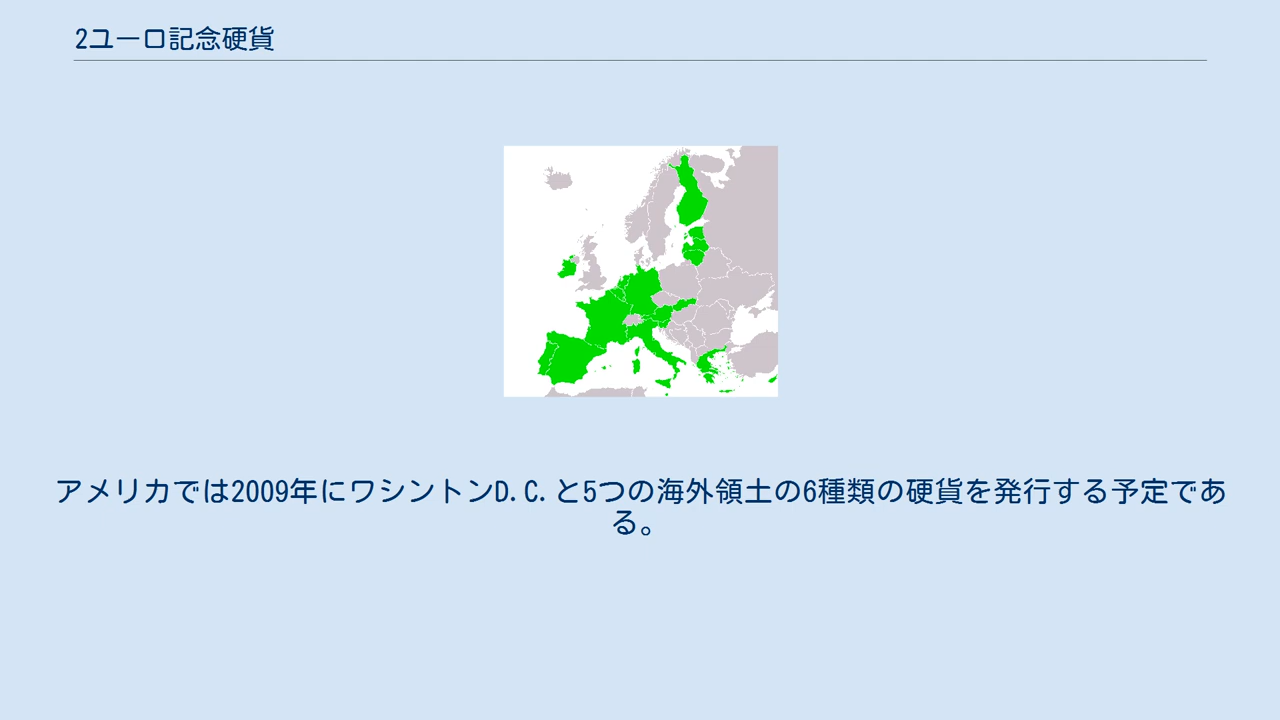 2ユーロ記念硬貨
アメリカでは2009年にワシントンD.C.と5つの海外領土の6種類の硬貨を発行する予定であ
る。